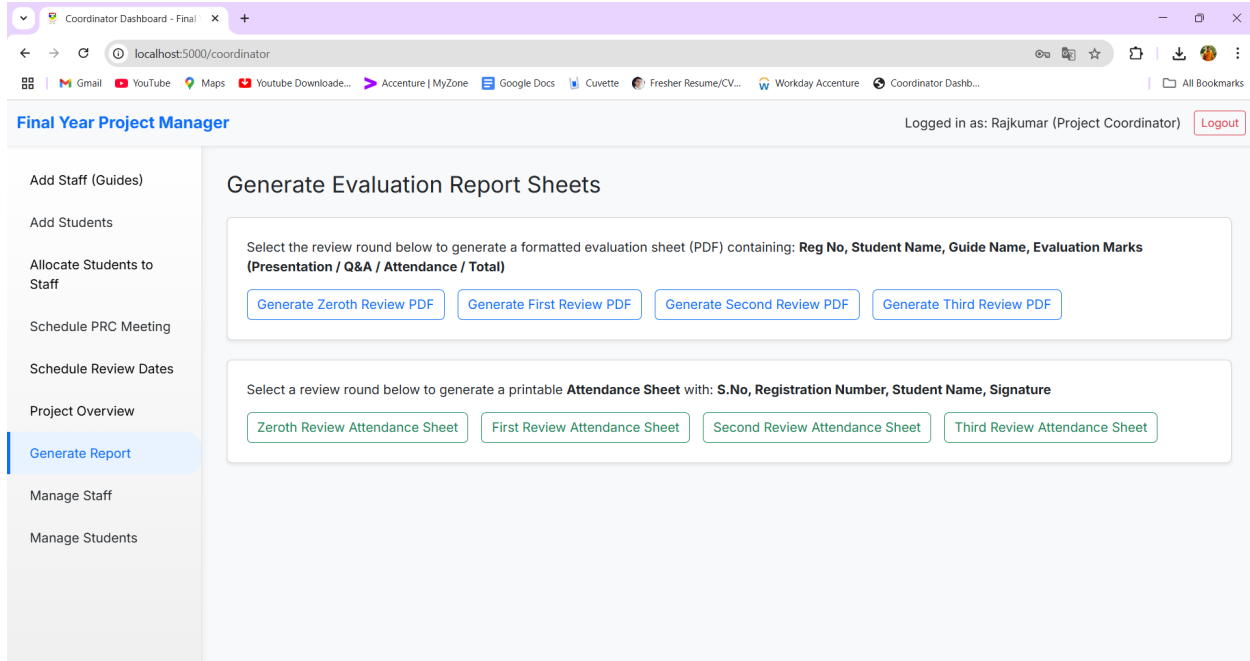 Coordinator Dashboard - Final
localhost:5000/coordinator
Gmail YouTube Maps Youtube Downloade... Accenture | MyZone Google Docs Cuvette Fresher Resume/CV... Workday Accenture Coordinator Dashb... All Bookmarks
Final Year Project Manager Logged in as: Rajkumar (Project Coordinator) Logout
Add Staff (Guides)
Add Students
Allocate Students to
Staff
Schedule PRC Meeting
Schedule Review Dates
Project Overview
Generate Report
Manage Staff
Manage Students
Generate Evaluation Report Sheets
Select the review round below to generate a formatted evaluation sheet (PDF) containing: Reg No, Student Name, Guide Name, Evaluation Marks
(Presentation / Q&A / Attendance / Total)
Generate Zeroth Review PDF Generate First Review PDF Generate Second Review PDF Generate Third Review PDF
Select a review round below to generate a printable Attendance Sheet with: S.No, Registration Number, Student Name, Signature
Zeroth Review Attendance Sheet First Review Attendance Sheet Second Review Attendance Sheet Third Review Attendance Sheet